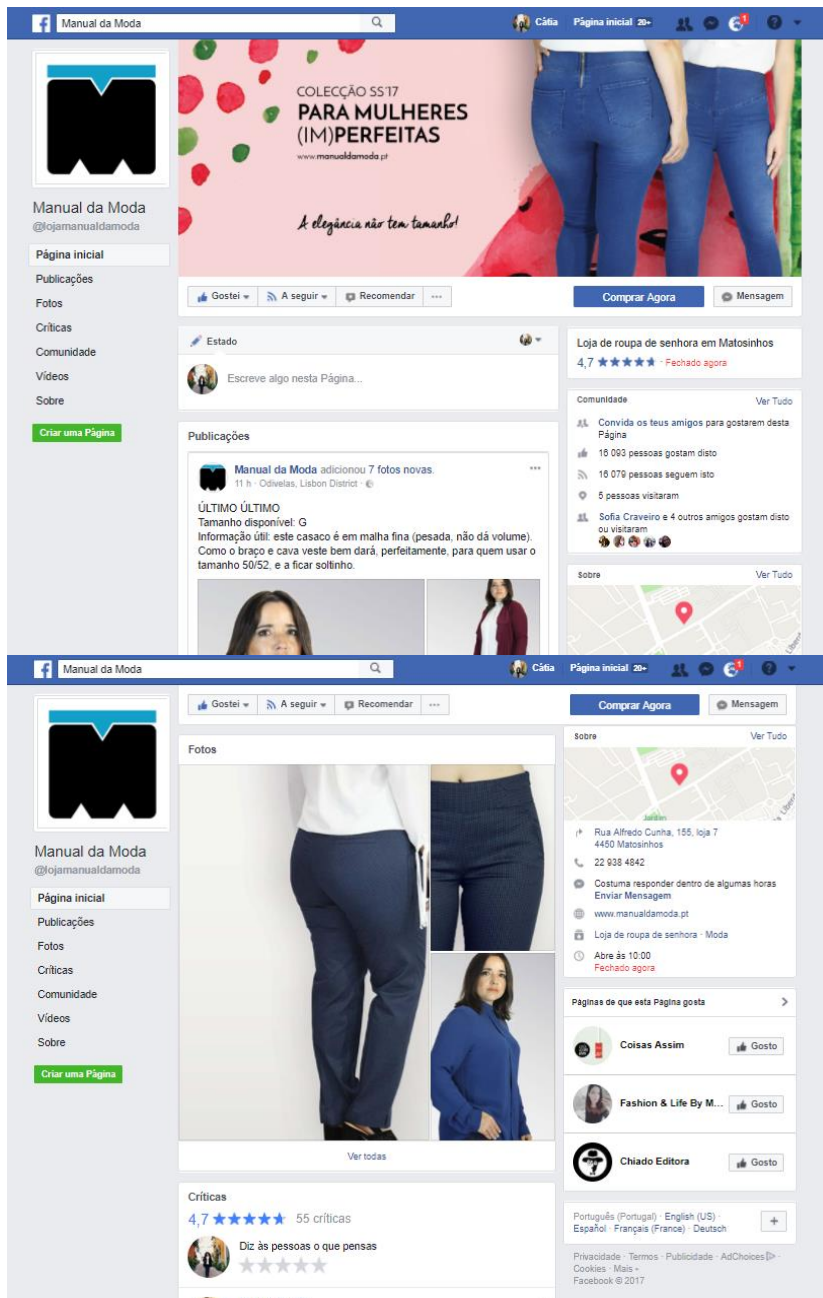 Manual da Moda
Cátia
Página inicial 20+
1
COLECÇÃO SS'17
PARA MULHERES
(IM)PERFEITAS
www.manualdamoda.pt
A elegância não tem tamanho!
Manual da Moda
@lojamanualdamoda
Página inicial
Publicações
Fotos
Críticas
Comunidade
Vídeos
Sobre
Criar uma Página
Gostei
A seguir
Recomendar
...
Comprar Agora
Mensagem
Estado
Escreve algo nesta Página...
Publicações
Manual da Moda adicionou 7 fotos novas.
11 h · Odivelas, Lisbon District ·
ÚLTIMO ÚLTIMO
Tamanho disponível: G
Informação útil: este casaco é em malha fina (pesada, não dá volume).
Como o braço e cava veste bem dará, perfeitamente, para quem usar o
tamanho 50/52, e a ficar soltinho.
Loja de roupa de senhora em Matosinhos
4,7 ★★★★★ · Fechado agora
Comunidade
Ver Tudo
Convida os teus amigos para gostarem desta
Página
16 093 pessoas gostam disto
16 079 pessoas seguem isto
5 pessoas visitaram
Sofia Craveiro e 4 outros amigos gostam disto
ou visitaram
Sobre
Ver Tudo
Manual da Moda
Cátia
Página inicial 20+
1
Manual da Moda
@lojamanualdamoda
Página inicial
Publicações
Fotos
Críticas
Comunidade
Vídeos
Sobre
Criar uma Página
Gostei
A seguir
Recomendar
...
Comprar Agora
Mensagem
Fotos
Ver todas
Críticas
4,7 ★★★★★ 55 críticas
Diz às pessoas o que pensas
Sobre
Ver Tudo
Rua Alfredo Cunha, 155, loja 7
4450 Matosinhos
22 938 4842
Costuma responder dentro de algumas horas
Enviar Mensagem
www.manualdamoda.pt
Loja de roupa de senhora · Moda
Abre às 10:00
Fechado agora
Páginas de que esta Página gosta
Coisas Assim
Gosto
Fashion & Life By M...
Gosto
Chiado Editora
Gosto
Português (Portugal) · English (US) ·
Español · Français (France) · Deutsch
Privacidade · Termos · Publicidade · AdChoices ·
Cookies · Mais
Facebook © 2017